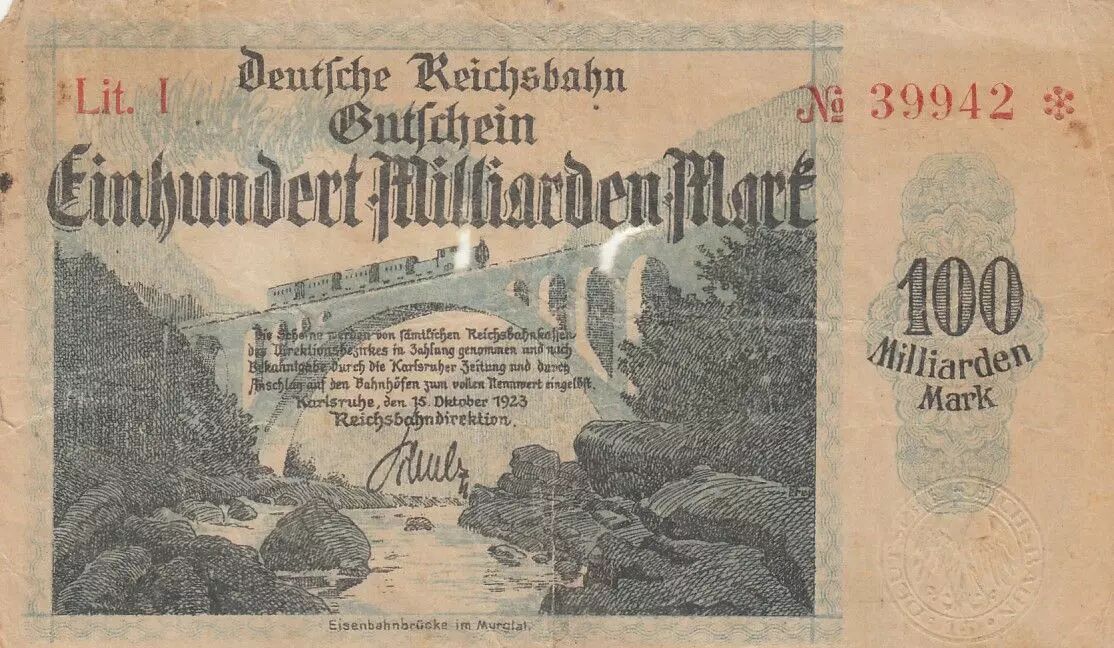 Deutsche Reichsbahn
Lit. I
Gutschein
№ 39942 *
Einhundert Milliarden Mark
100
Milliarden
Mark
Die Scheine werden von sämtlichen Reichsbahnkassen
des Direktionsbezirkes in Zahlung genommen und nach
Bekanntgabe durch die Karlsruher Zeitung und durch
Anschlag auf den Bahnhöfen zum vollen Nennwert eingelöst.
Karlsruhe, den 15. Oktober 1923
Reichsbahndirektion.
Schulz
Eisenbahnbrücke im Murgtal.